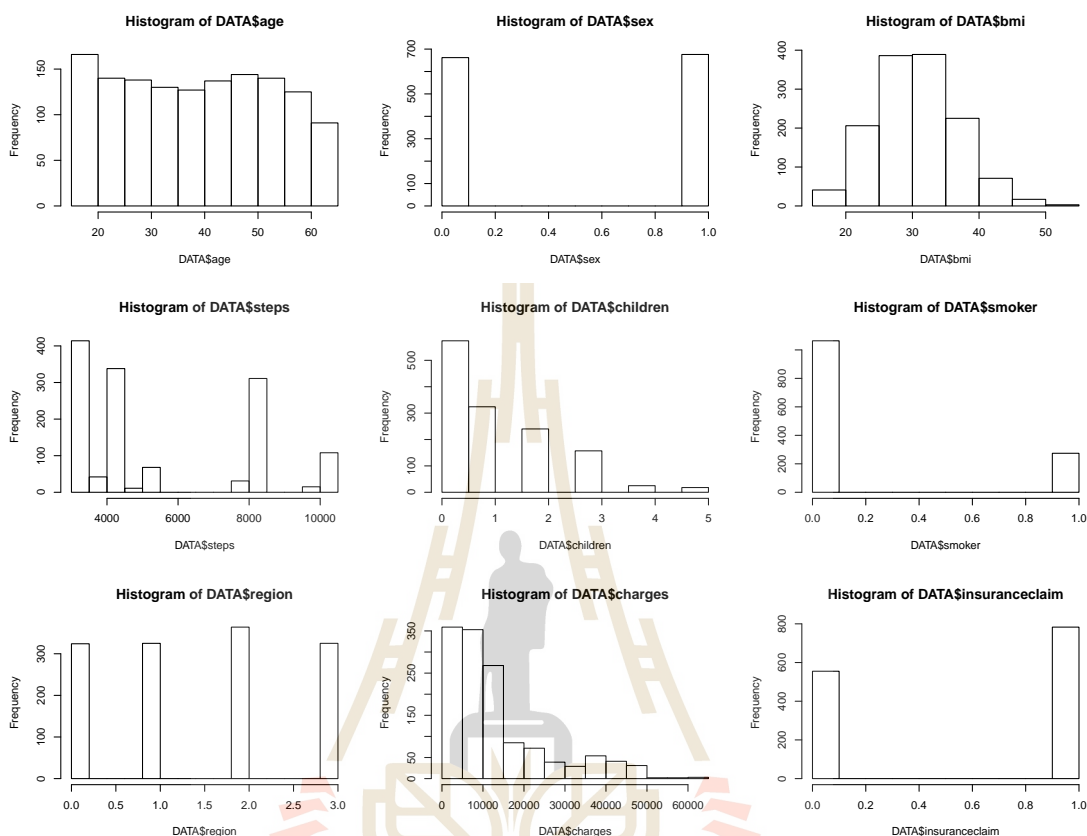 Histogram of DATA$age
Frequency
0 50 100 150
20 30 40 50 60
DATA$age
Histogram of DATA$sex
Frequency
0 100 300 500 700
0.0 0.2 0.4 0.6 0.8 1.0
DATA$sex
Histogram of DATA$bmi
Frequency
0 100 200 300 400
20 30 40 50
DATA$bmi
Histogram of DATA$steps
Frequency
0 100 200 300 400
4000 6000 8000 10000
DATA$steps
Histogram of DATA$children
Frequency
0 100 300 500
0 1 2 3 4 5
DATA$children
Histogram of DATA$smoker
Frequency
0 200 400 600 800
0.0 0.2 0.4 0.6 0.8 1.0
DATA$smoker
Histogram of DATA$region
Frequency
0 100 200 300
0.0 0.5 1.0 1.5 2.0 2.5 3.0
DATA$region
Histogram of DATA$charges
Frequency
0 50 150 250 350
0 10000 20000 30000 40000 50000 60000
DATA$charges
Histogram of DATA$insuranceclaim
Frequency
0 200 400 600 800
0.0 0.2 0.4 0.6 0.8 1.0
DATA$insuranceclaim